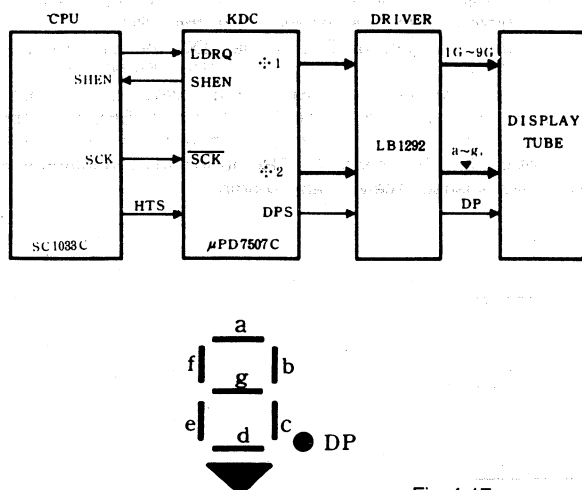 CPU KDC DRIVER
LDRQ ⁘ 1 1G~9G
SHEN SHEN
DISPLAY
TUBE
LB1292 a~g,
SCK SCK ⁘ 2
HTS DPS DP
SC1033C μPD7507C
a
f b
g
e c
d DP